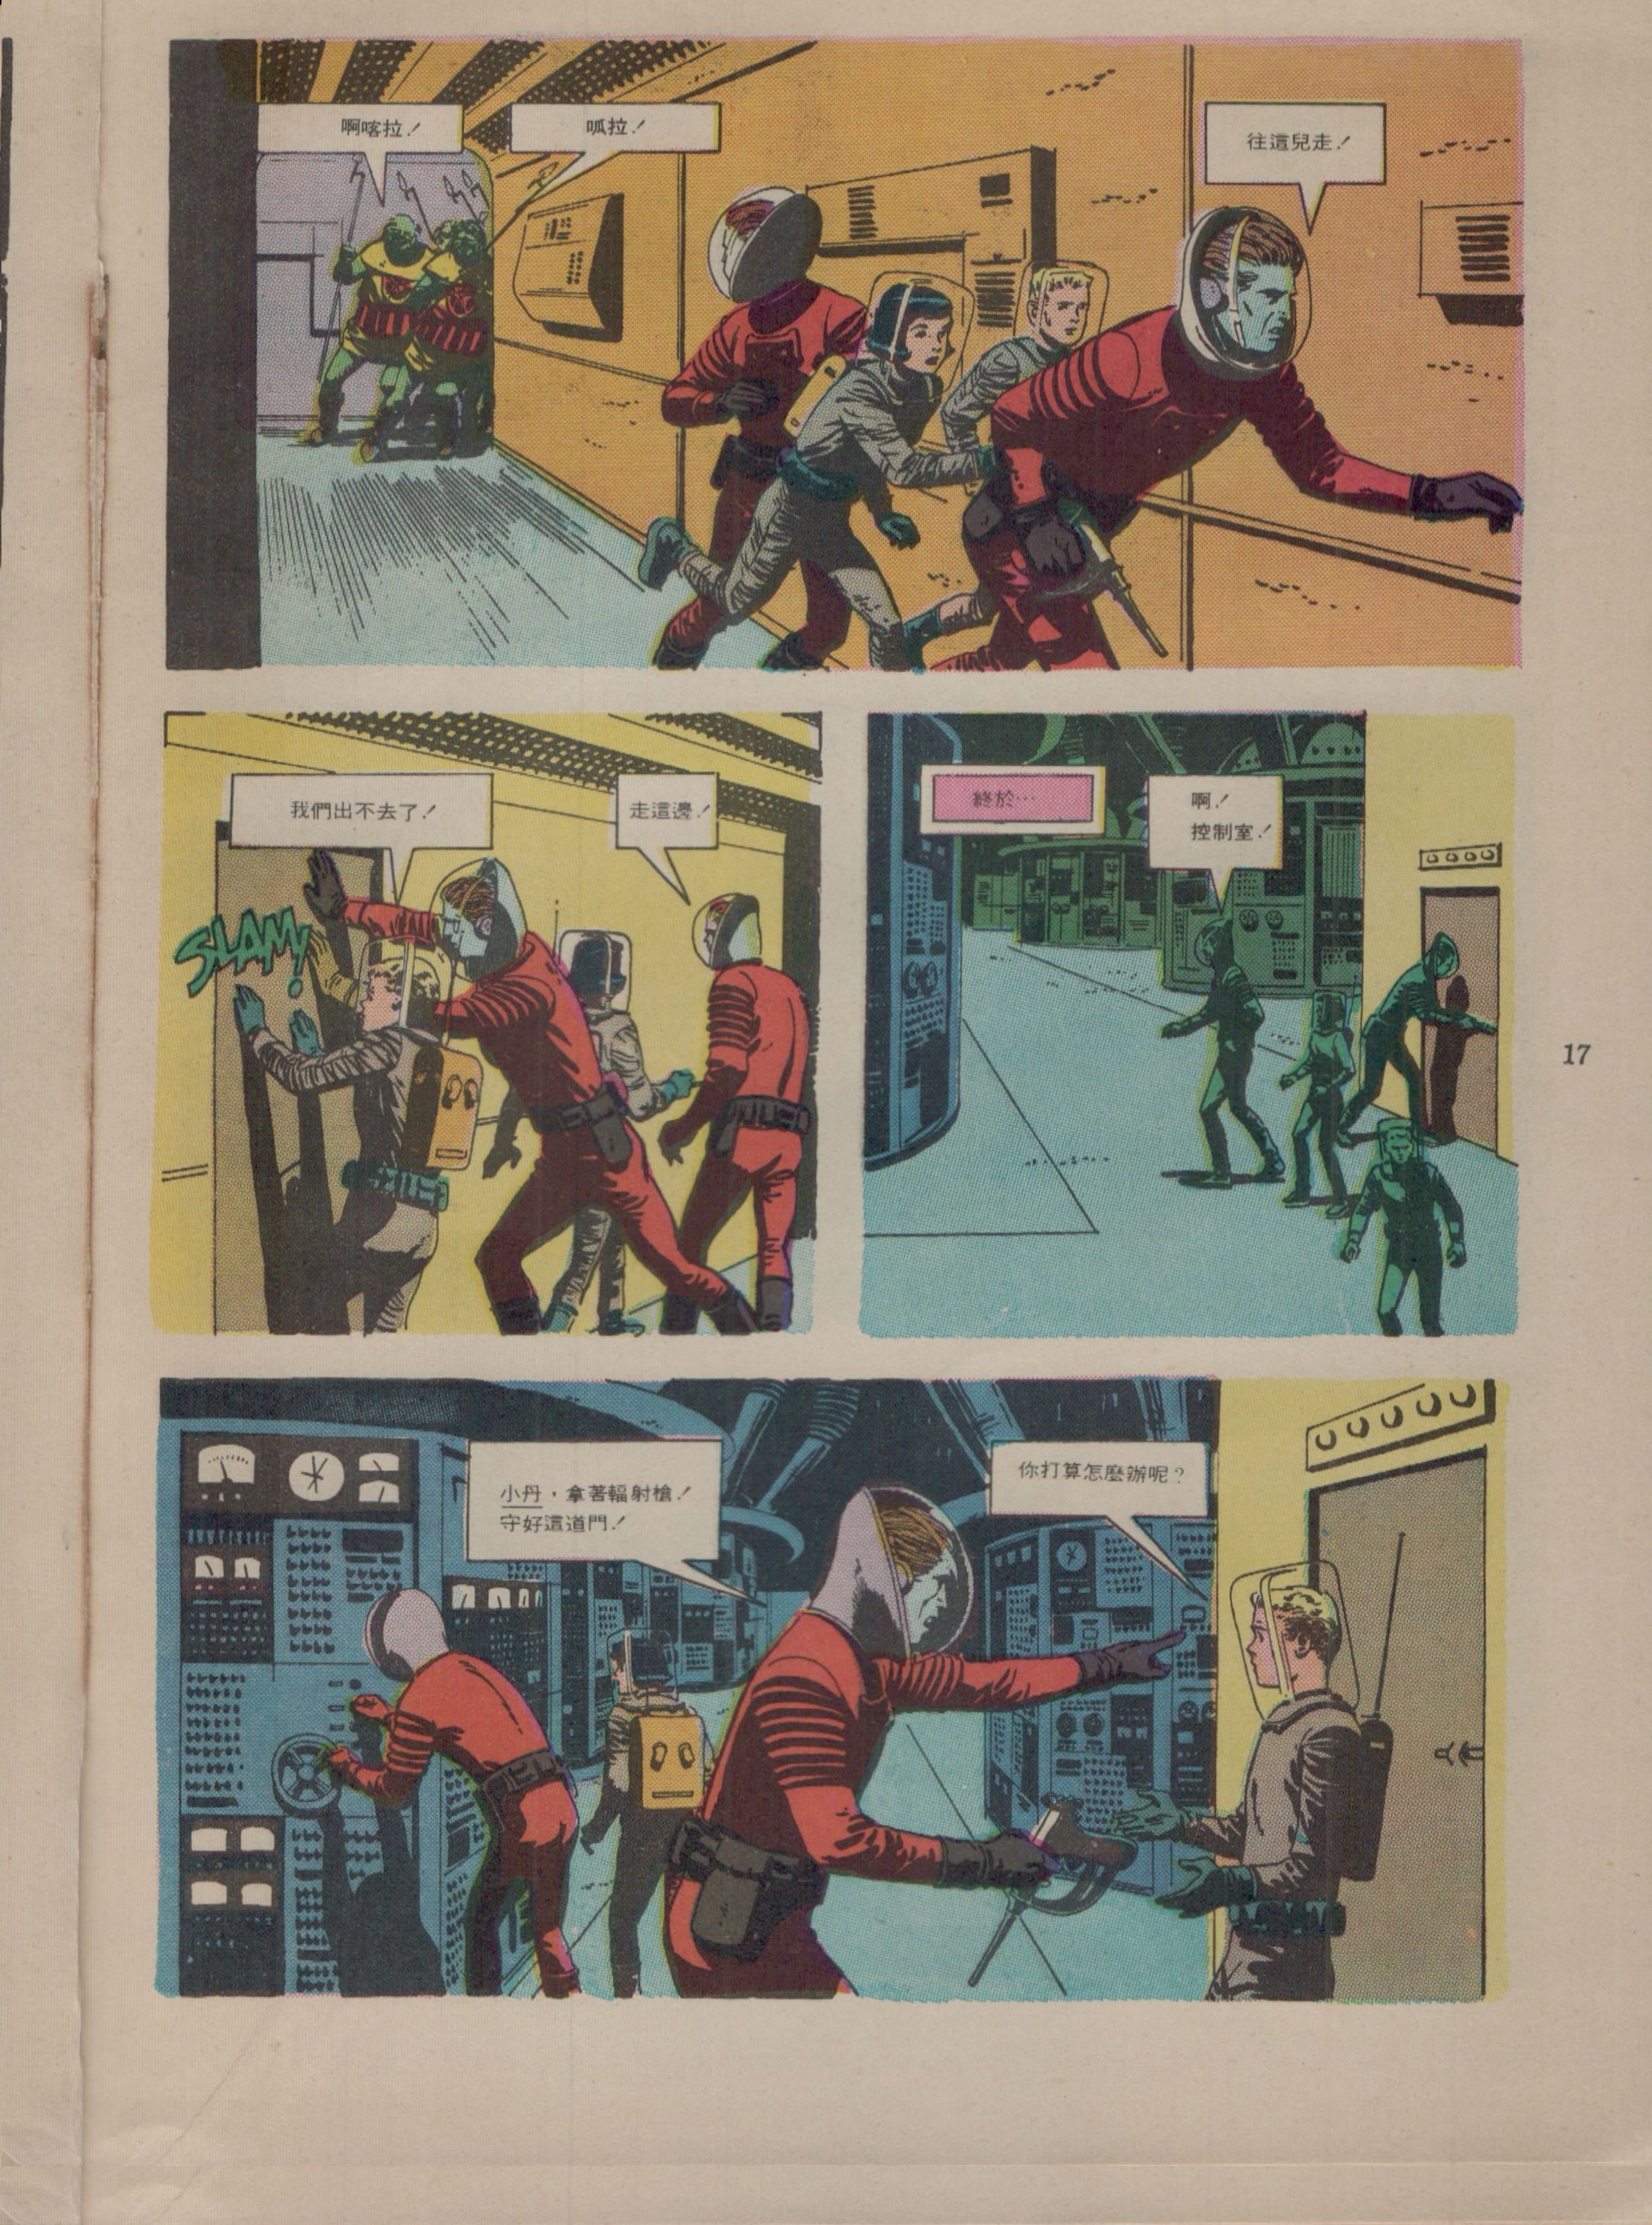 啊喀拉！
呱拉！
往這兒走！
我們出不去了！
走這邊！
SLAM!
終於…
啊！
控制室！
17
小丹，拿著輻射槍！
守好這道門！
你打算怎麼辦呢？